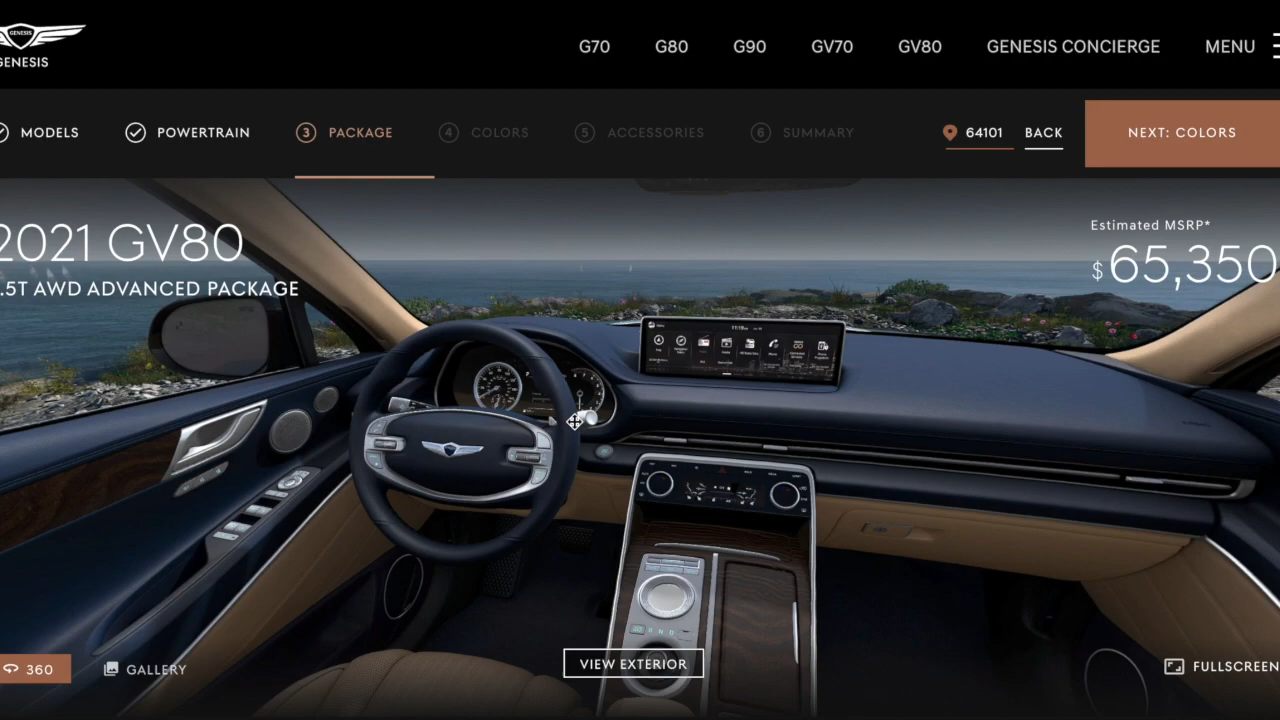 GENESIS
GENESIS
G70 G80 G90 GV70 GV80 GENESIS CONCIERGE MENU
MODELS POWERTRAIN 3 PACKAGE 4 COLORS 5 ACCESSORIES 6 SUMMARY 64101 BACK NEXT: COLORS
2021 GV80
.5T AWD ADVANCED PACKAGE
Estimated MSRP*
$65,350
360 GALLERY VIEW EXTERIOR FULLSCREEN